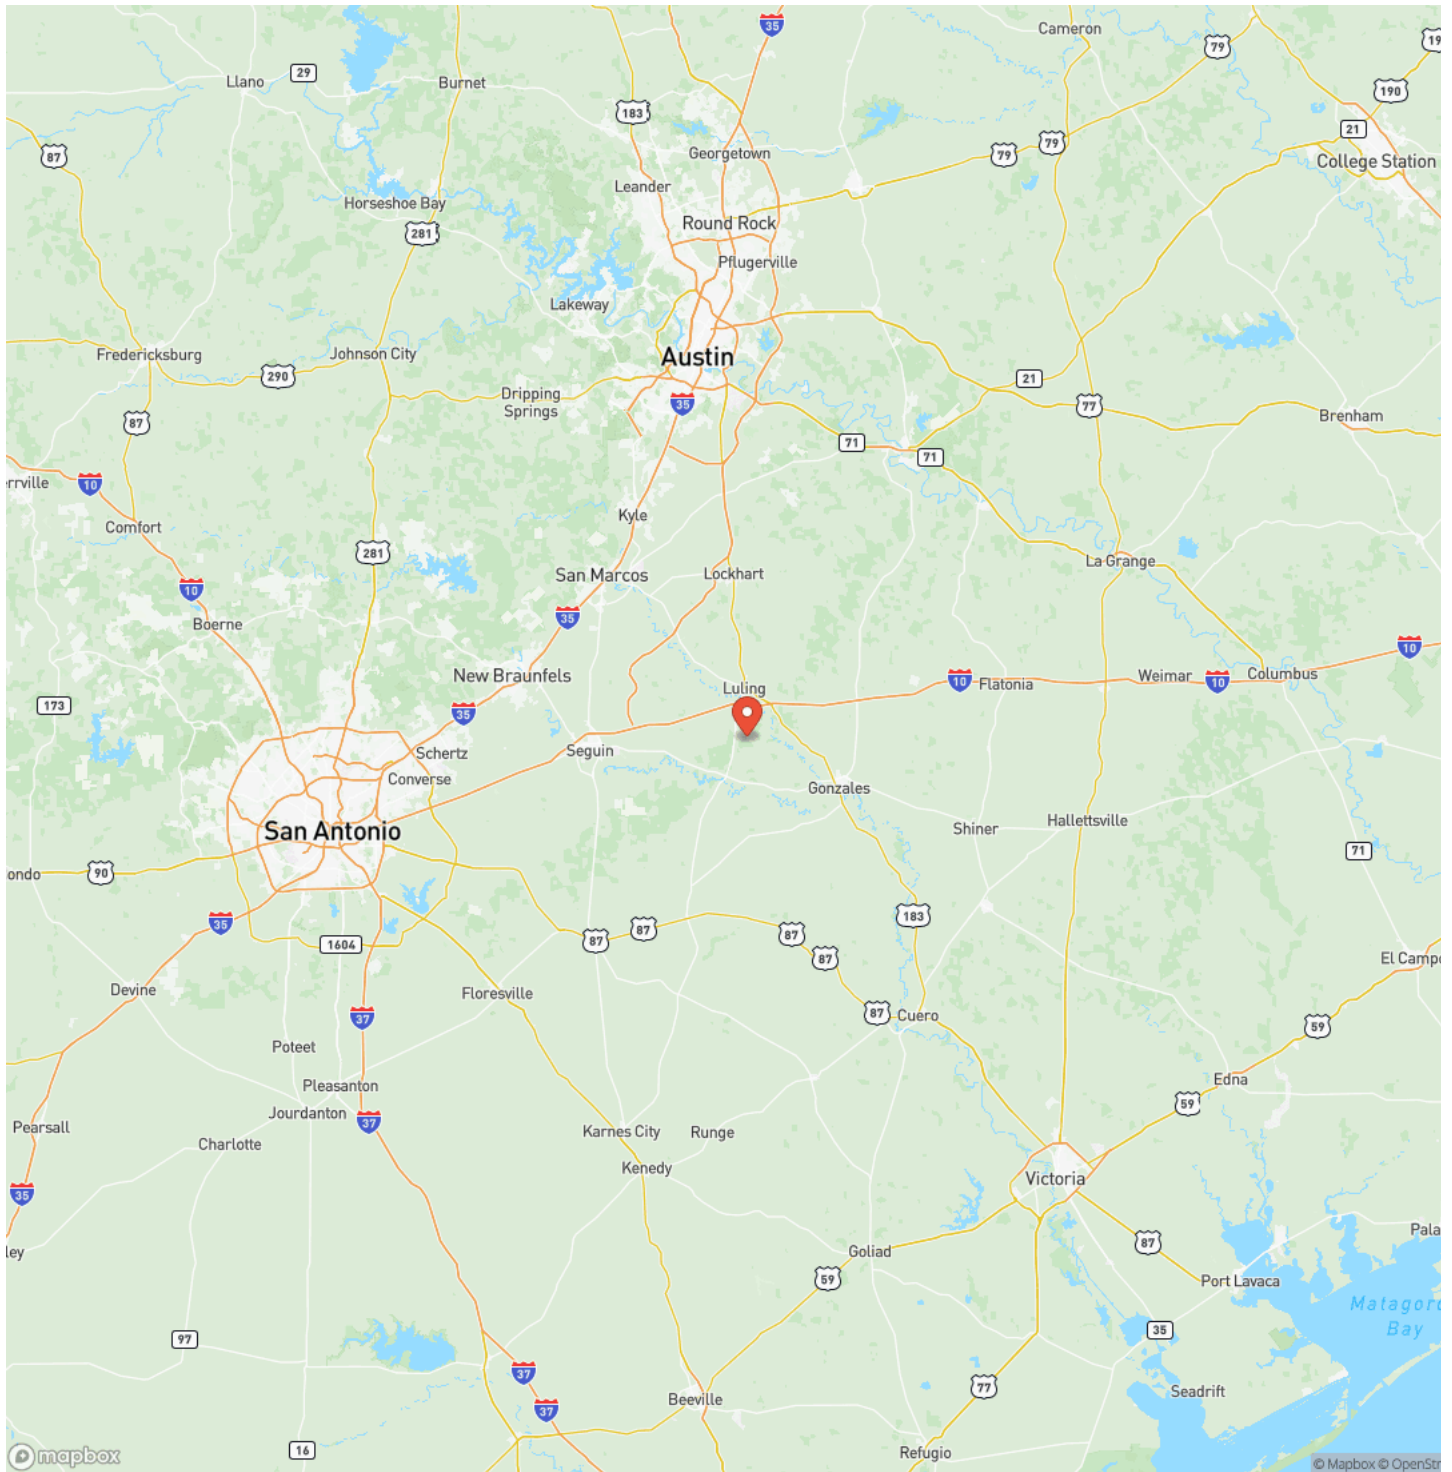 35
Cameron
79
19
Llano
29
Burnet
190
183
21
87
Georgetown
79
79
College Station
Leander
Horseshoe Bay
Round Rock
281
Pflugerville
Lakeway
Fredericksburg
Johnson City
Austin
290
Dripping
Springs
21
35
77
87
Brenham
71
71
10
rrville
Comfort
Kyle
281
La Grange
10
San Marcos
Lockhart
35
Boerne
10
New Braunfels
Luling
10
Flatonia
Weimar
10
Columbus
173
35
Schertz
Seguin
Converse
Gonzales
San Antonio
Shiner
Hallettsville
71
ondo
90
35
183
87
87
87
1604
87
El Campo
Devine
Floresville
37
87
Cuero
59
Poteet
Pleasanton
Edna
Jourdanton
37
59
Pearsall
Charlotte
Karnes City
Runge
Kenedy
Victoria
35
Pala
87
ley
Goliad
59
Port Lavaca
Matagord
Bay
97
35
37
77
Seadrift
Beeville
37
16
Refugio
mapbox
© Mapbox © OpenStr